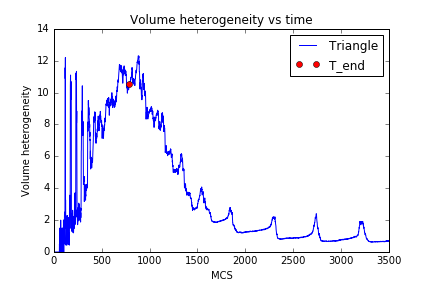 Volume heterogeneity vs time
14
12
10
8
6
4
2
0
Volume heterogeneity
Triangle
T_end
0 500 1000 1500 2000 2500 3000 3500
MCS